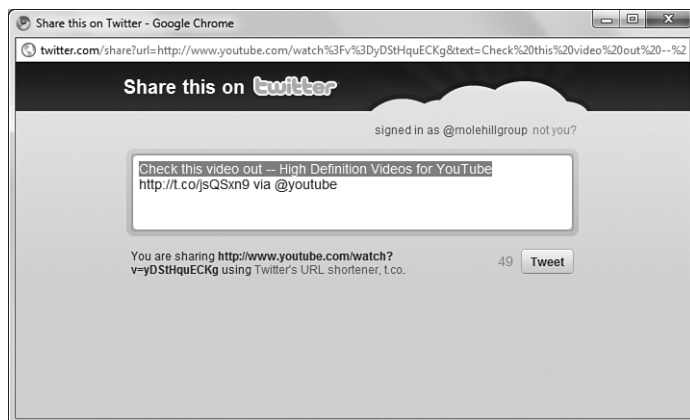 Share this on Twitter - Google Chrome
twitter.com/share?url=http://www.youtube.com/watch%3Fv%3DyDStHquECKg&text=Check%20this%20video%20out%20--%2
Share this on twitter
signed in as @molehillgroup not you?
Check this video out -- High Definition Videos for YouTube
http://t.co/jsQSxn9 via @youtube
You are sharing http://www.youtube.com/watch?
v=yDStHquECKg using Twitter's URL shortener, t.co.
49 Tweet